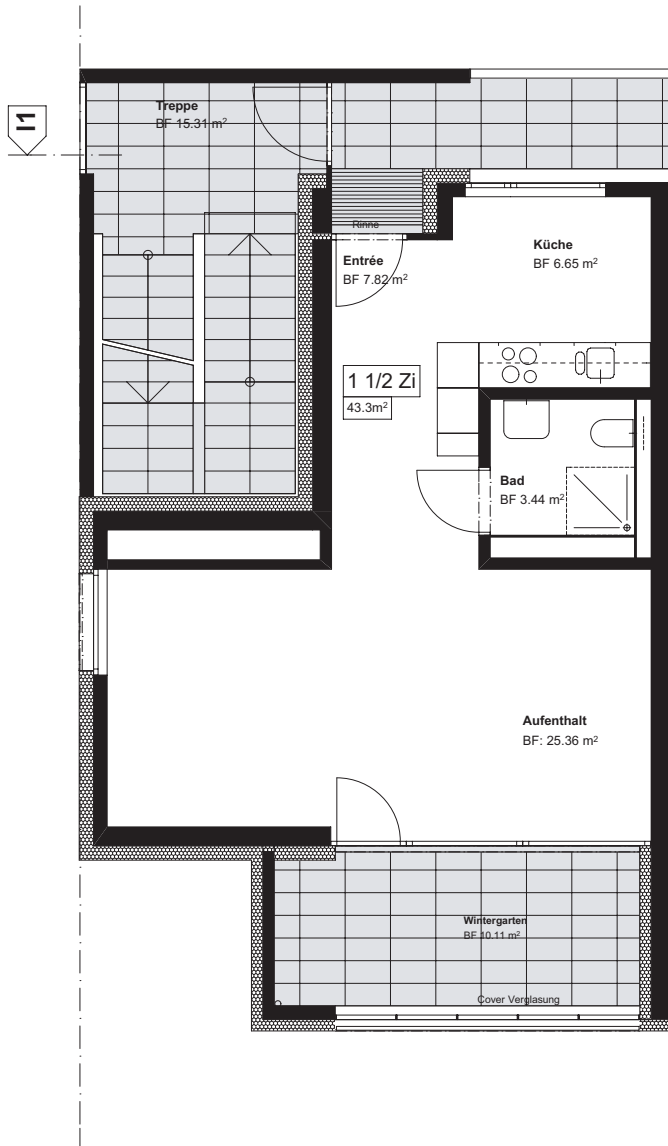 I1
Treppe
BF 15.31 m²
Rinne
Entrée
BF 7.82 m²
Küche
BF 6.65 m²
1 1/2 Zi
43.3m²
Bad
BF 3.44 m²
Aufenthalt
BF: 25.36 m²
Wintergarten
BF 10.11 m²
Cover Verglasung